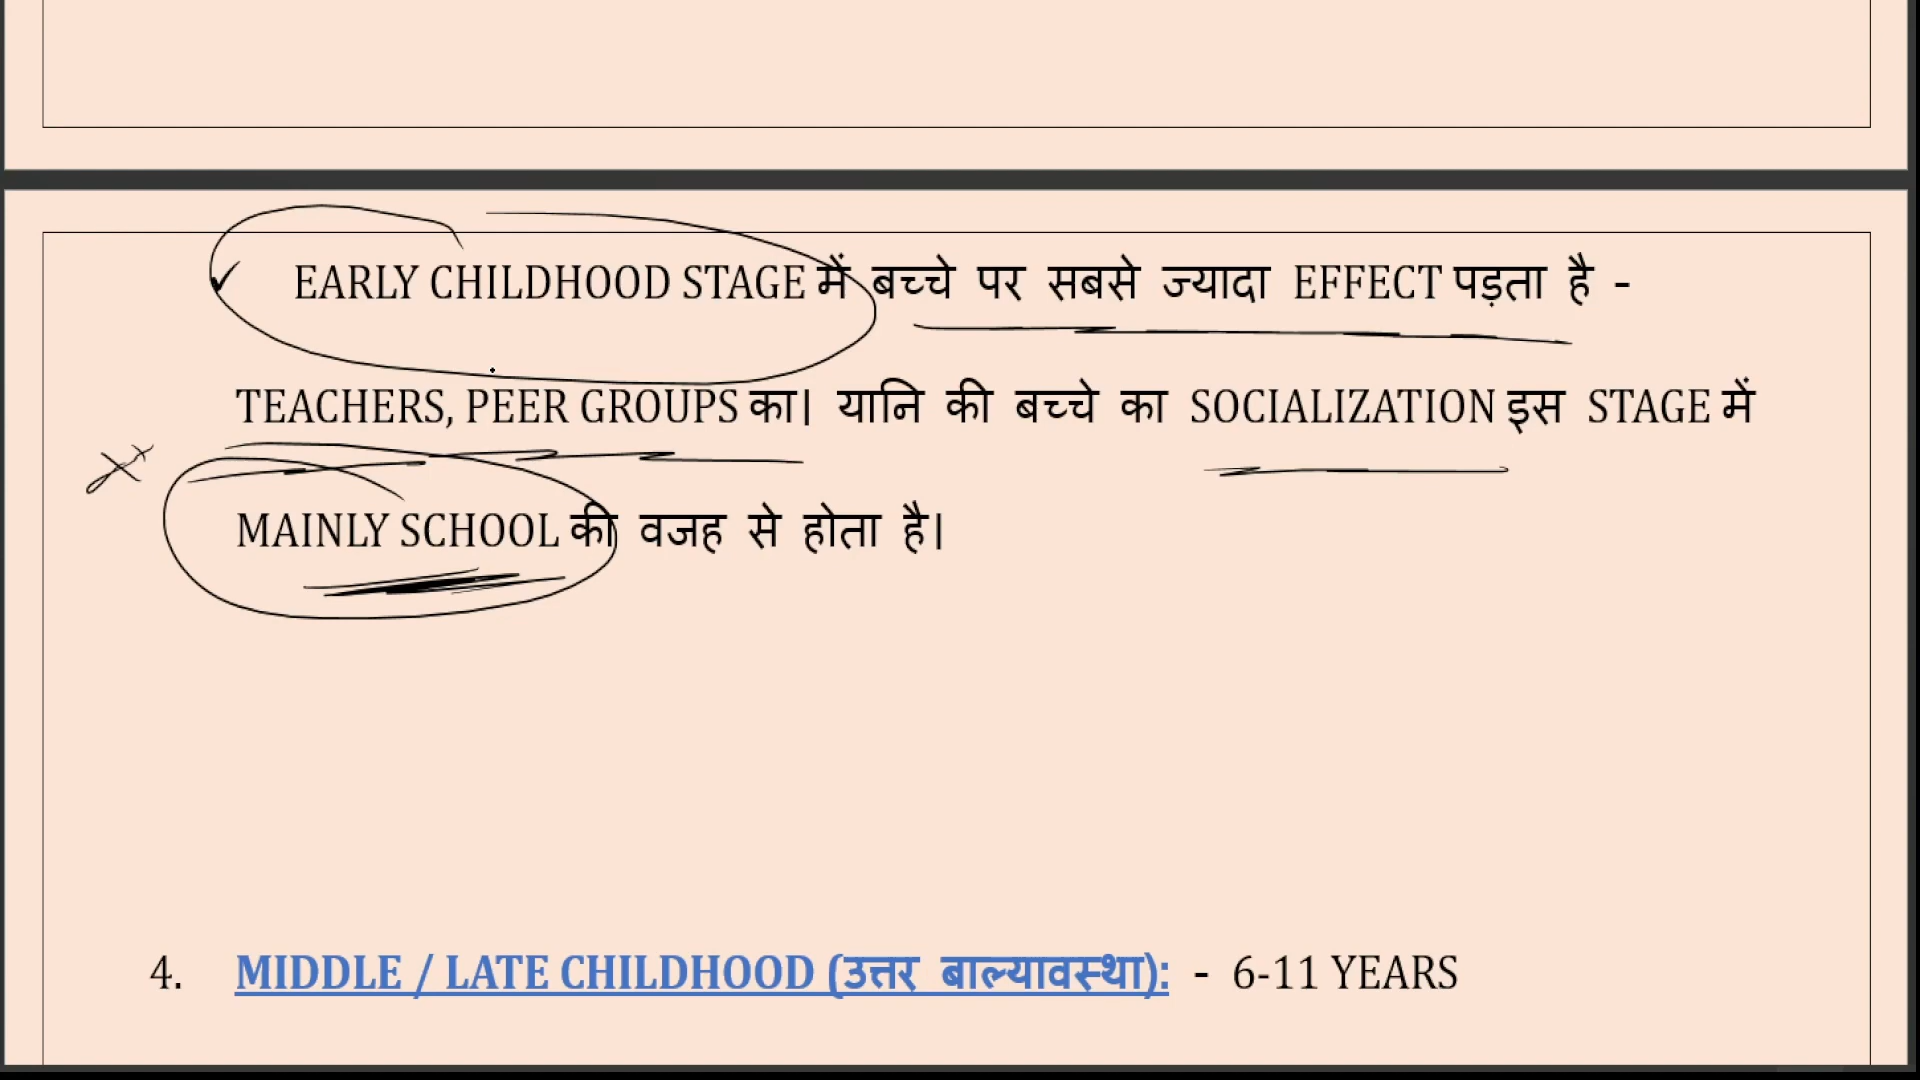 ✓ EARLY CHILDHOOD STAGE में बच्चे पर सबसे ज्यादा EFFECT पड़ता है -
TEACHERS, PEER GROUPS का। यानि की बच्चे का SOCIALIZATION इस STAGE में
MAINLY SCHOOL की वजह से होता है।
4. MIDDLE / LATE CHILDHOOD (उत्तर बाल्यावस्था): - 6-11 YEARS